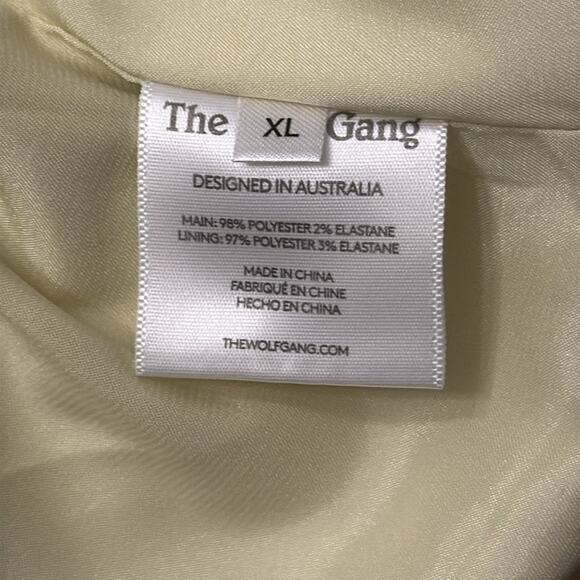 The XL Gang
DESIGNED IN AUSTRALIA
MAIN: 98% POLYESTER 2% ELASTANE
LINING: 97% POLYESTER 3% ELASTANE
MADE IN CHINA
FABRIQUÉ EN CHINE
HECHO EN CHINA
THEWOLFGANG.COM